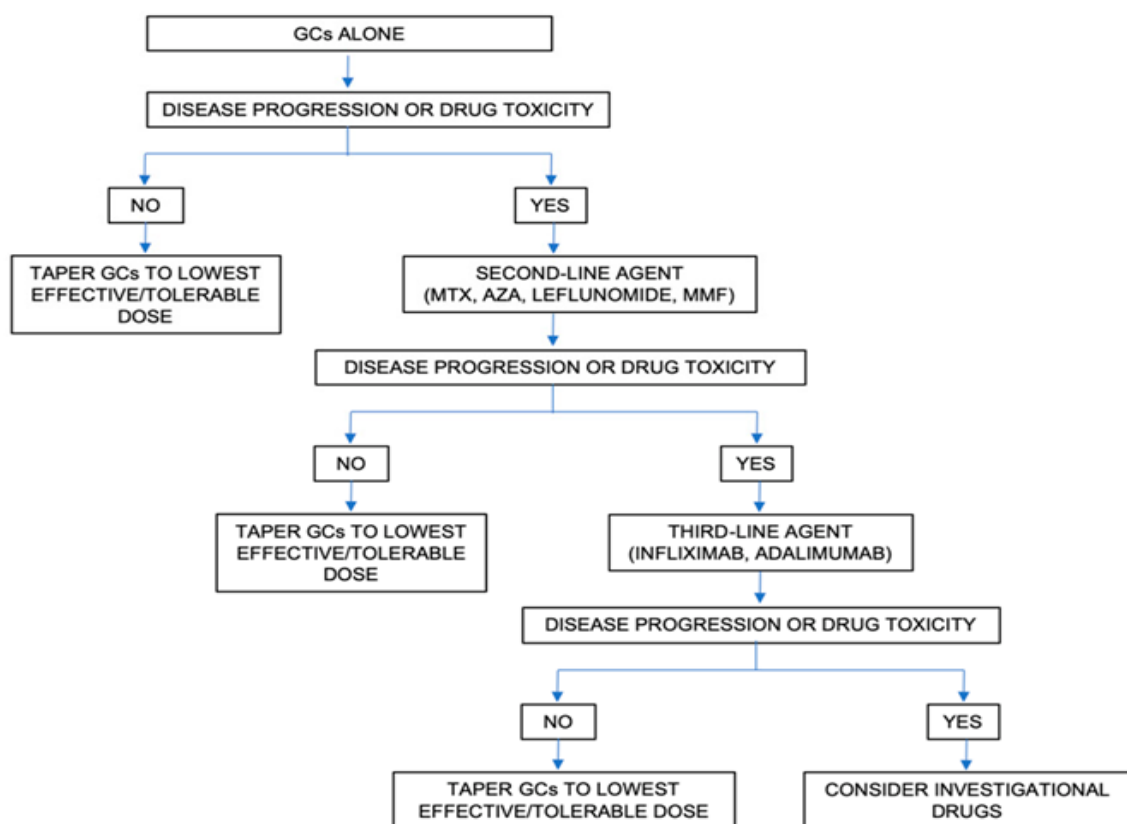 GCs ALONE
DISEASE PROGRESSION OR DRUG TOXICITY
NO
YES
TAPER GCs TO LOWEST
EFFECTIVE/TOLERABLE
DOSE
SECOND-LINE AGENT
(MTX, AZA, LEFLUNOMIDE, MMF)
DISEASE PROGRESSION OR DRUG TOXICITY
NO
YES
TAPER GCs TO LOWEST
EFFECTIVE/TOLERABLE
DOSE
THIRD-LINE AGENT
(INFLIXIMAB, ADALIMUMAB)
DISEASE PROGRESSION OR DRUG TOXICITY
NO
YES
TAPER GCs TO LOWEST
EFFECTIVE/TOLERABLE DOSE
CONSIDER INVESTIGATIONAL
DRUGS